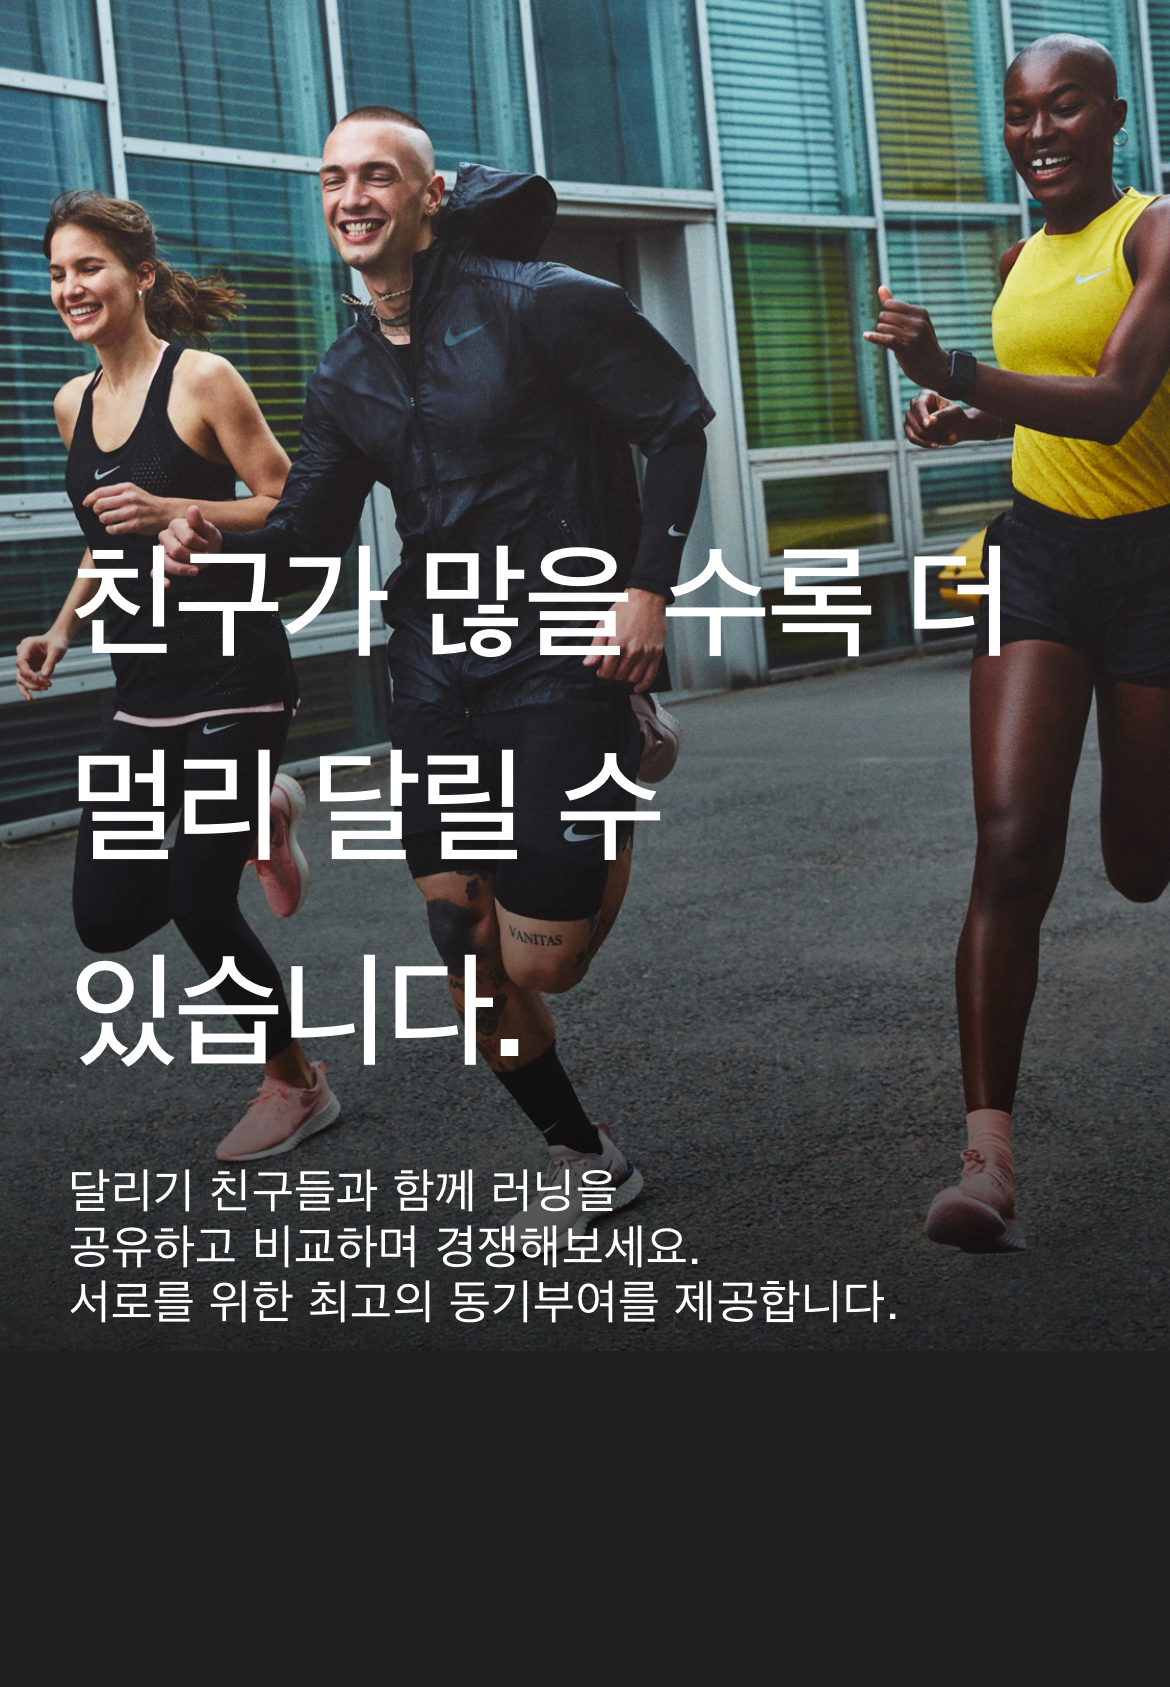 친구가 많을 수록 더
멀리 달릴 수
VANITAS
있습니다.
달리기 친구들과 함께 러닝을
공유하고 비교하며 경쟁해보세요.
서로를 위한 최고의 동기부여를 제공합니다.